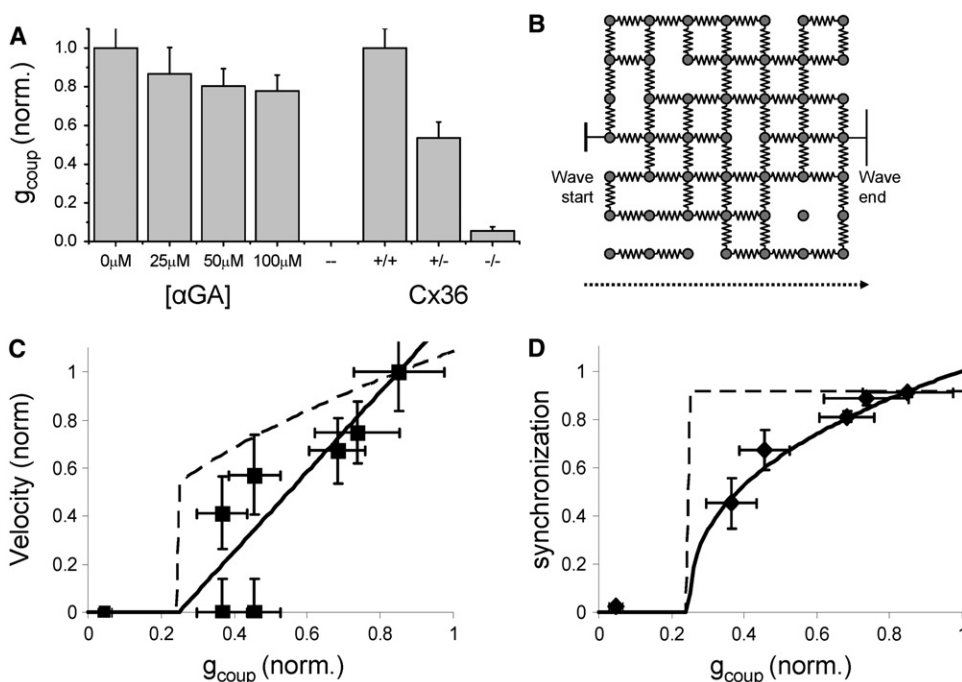 A
g_coup (norm.)
1.0
0.8
0.6
0.4
0.2
0.0
0μM 25μM 50μM 100μM -- +/+ +/- -/-
[αGA] Cx36
B
Wave start
Wave end
C
Velocity (norm)
1
0.8
0.6
0.4
0.2
0
0 0.2 0.4 0.6 0.8 1
g_coup (norm.)
D
synchronization
1
0.8
0.6
0.4
0.2
0
0 0.2 0.4 0.6 0.8 1
g_coup (norm.)